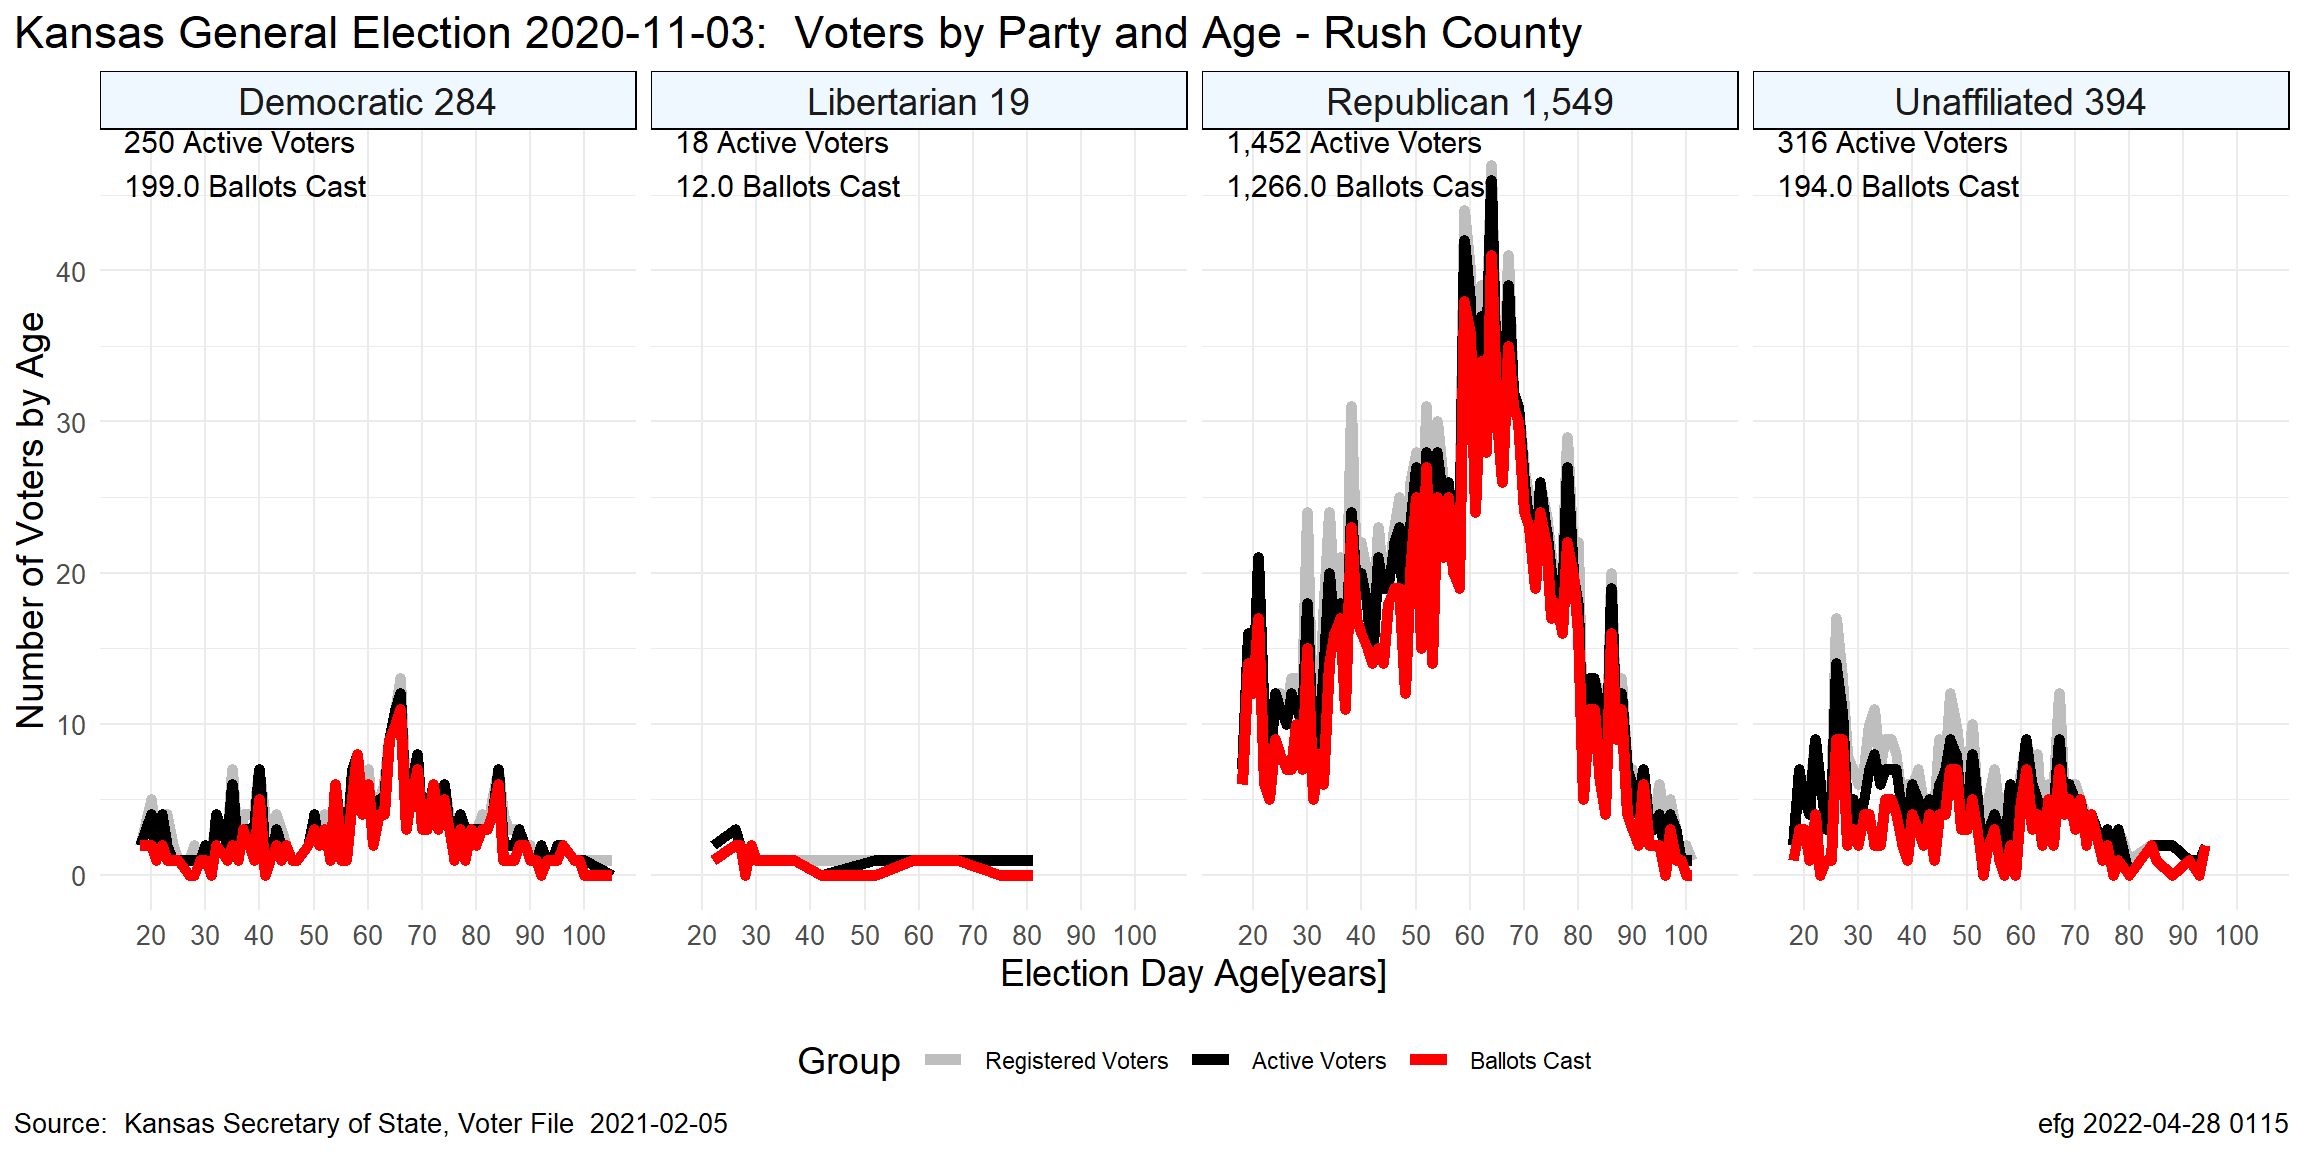 Kansas General Election 2020-11-03:  Voters by Party and Age - Rush County
Democratic 284
Libertarian 19
Republican 1,549
Unaffiliated 394
250 Active Voters
199.0 Ballots Cast
18 Active Voters
12.0 Ballots Cast
1,452 Active Voters
1,266.0 Ballots Cast
316 Active Voters
194.0 Ballots Cast
Number of Voters by Age
40
30
20
10
0
20 30 40 50 60 70 80 90 100
20 30 40 50 60 70 80 90 100
20 30 40 50 60 70 80 90 100
20 30 40 50 60 70 80 90 100
Election Day Age[years]
Group Registered Voters Active Voters Ballots Cast
Source:  Kansas Secretary of State, Voter File  2021-02-05
efg 2022-04-28 0115